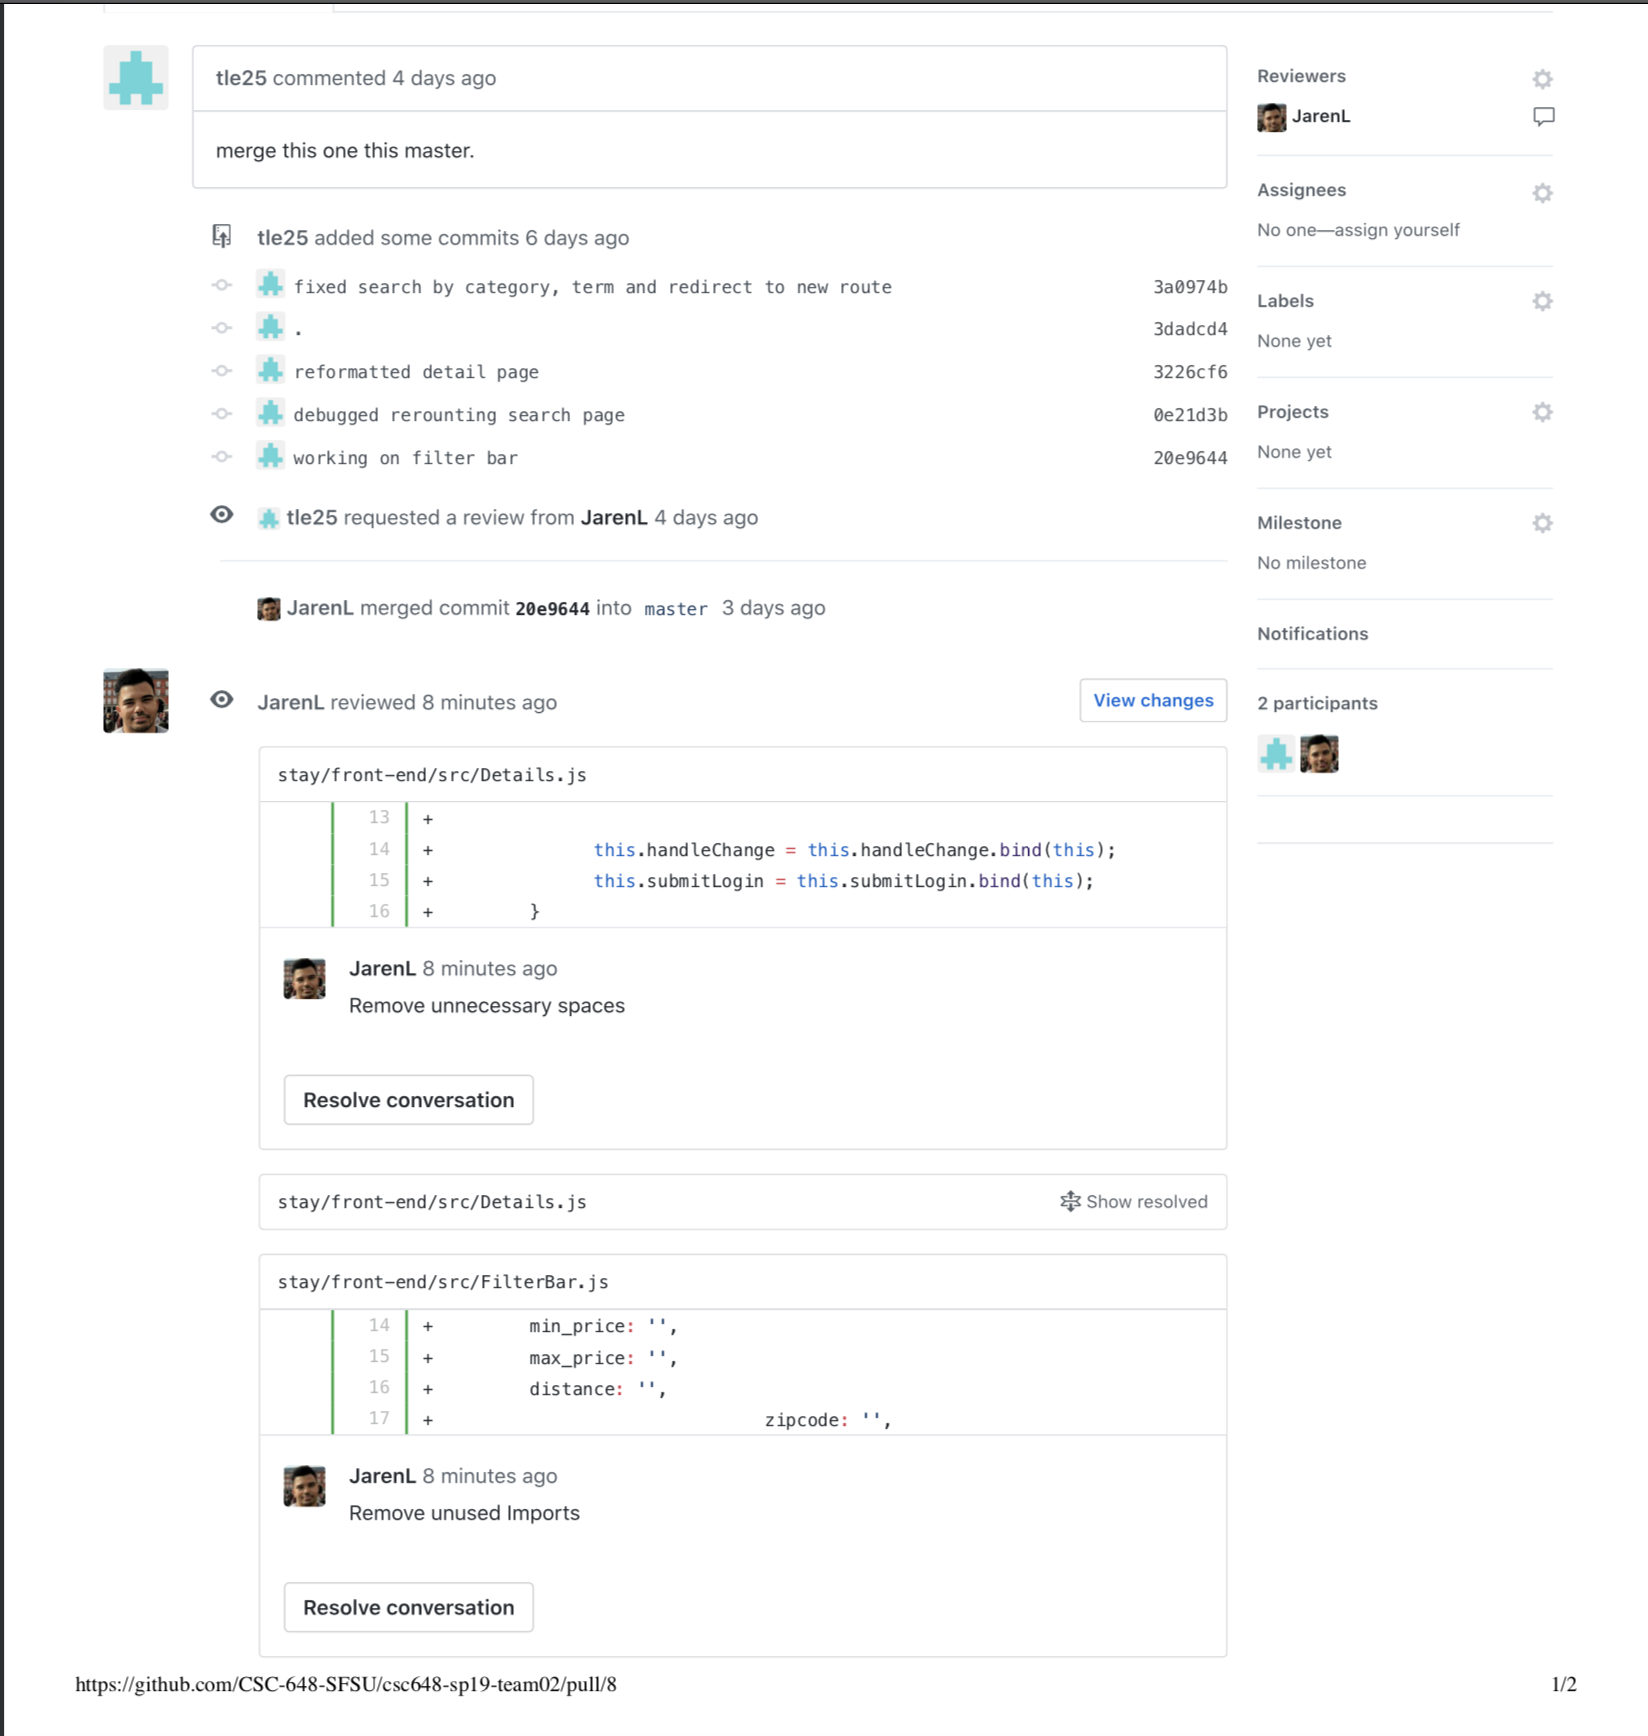 tle25 commented 4 days ago
merge this one this master.
tle25 added some commits 6 days ago
fixed search by category, term and redirect to new route 3a0974b
. 3dadcd4
reformatted detail page 3226cf6
debugged rerounting search page 0e21d3b
working on filter bar 20e9644
tle25 requested a review from JarenL 4 days ago
JarenL merged commit 20e9644 into master 3 days ago
JarenL reviewed 8 minutes ago
View changes
stay/front-end/src/Details.js
13 +
14 + this.handleChange = this.handleChange.bind(this);
15 + this.submitLogin = this.submitLogin.bind(this);
16 + }
JarenL 8 minutes ago
Remove unnecessary spaces
Resolve conversation
stay/front-end/src/Details.js
Show resolved
stay/front-end/src/FilterBar.js
14 + min_price: '',
15 + max_price: '',
16 + distance: '',
17 + zipcode: '',
JarenL 8 minutes ago
Remove unused Imports
Resolve conversation
Reviewers
JarenL
Assignees
No one—assign yourself
Labels
None yet
Projects
None yet
Milestone
No milestone
Notifications
2 participants
https://github.com/CSC-648-SFSU/csc648-sp19-team02/pull/8
1/2